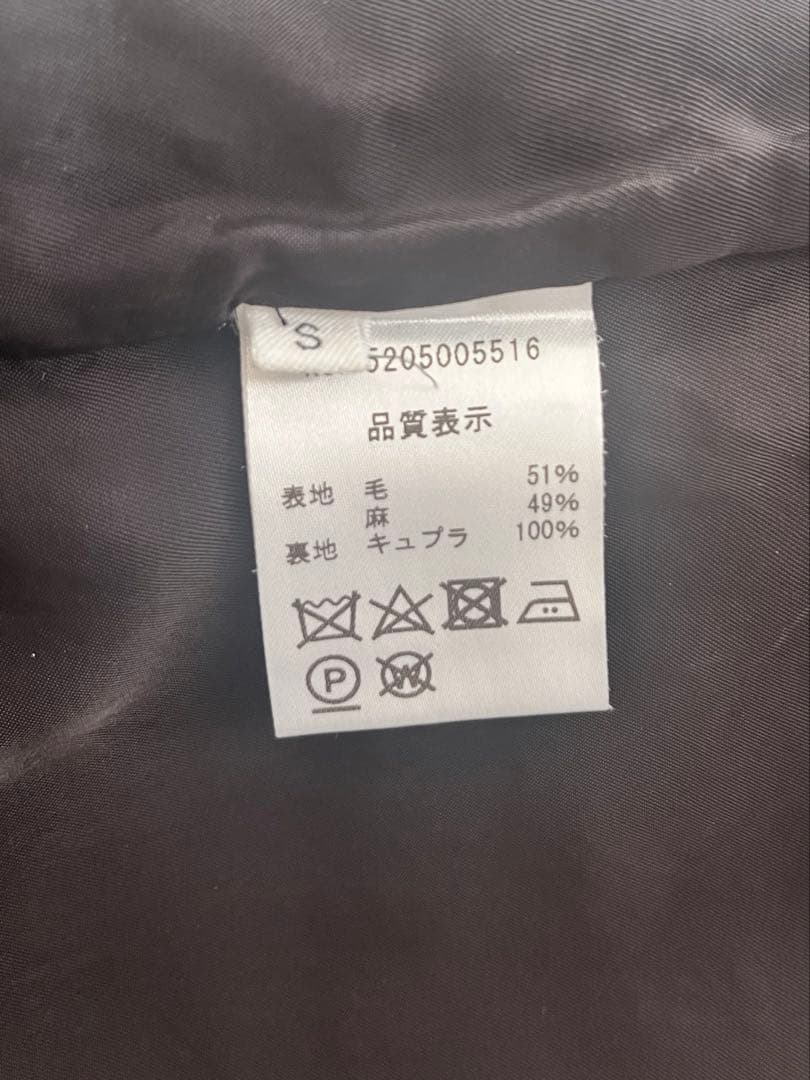 S
5205005516
品質表示
表地 毛 51%
麻 49%
裏地 キュプラ 100%
P W